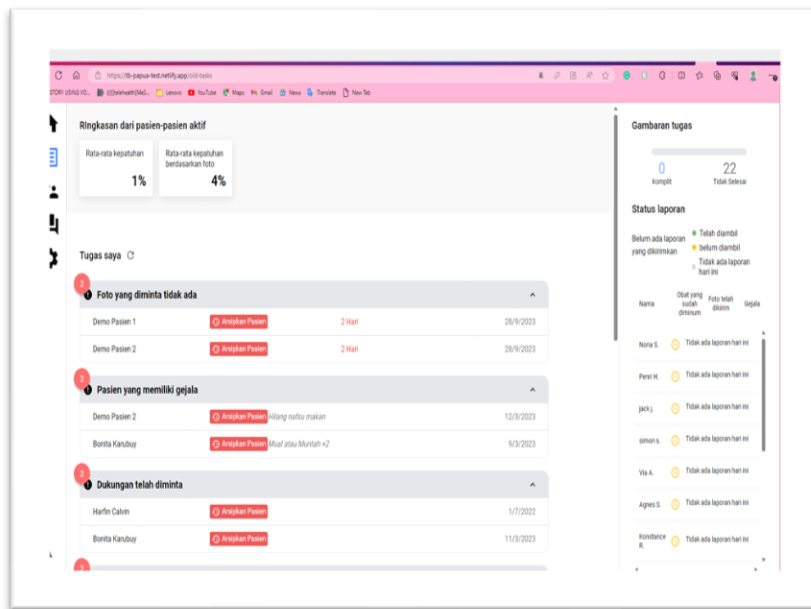 https://tb-papua-test.netlify.app/old-tasks
STORY USING VO... Lenovo YouTube Maps Gmail News Translate New Tab
RIngkasan dari pasien-pasien aktif
Rata-rata kepatuhan
1%
Rata-rata kepatuhan
berdasarkan foto
4%
Tugas saya
2
Foto yang diminta tidak ada
Demo Pasien 1 Arsipkan Pasien 2 Hari 28/9/2023
Demo Pasien 2 Arsipkan Pasien 2 Hari 28/9/2023
2
Pasien yang memiliki gejala
Demo Pasien 2 Arsipkan Pasien Hilang nafsu makan 12/3/2023
Bonita Karubuy Arsipkan Pasien Mual atau Muntah +2 9/3/2023
2
Dukungan telah diminta
Harfin Calvin Arsipkan Pasien 1/7/2022
Bonita Karubuy Arsipkan Pasien 11/3/2023
Gambaran tugas
0 22
Komplit Tidak Selesai
Status laporan
Belum ada laporan
yang dikirimkan
Telah diambil
belum diambil
Tidak ada laporan
hari ini
Nama
Obat yang
sudah
diminum
Foto telah
dikirim
Gejala
Nona S. Tidak ada laporan hari ini
Penri H. Tidak ada laporan hari ini
Jack j. Tidak ada laporan hari ini
simon s. Tidak ada laporan hari ini
Via A. Tidak ada laporan hari ini
Agnes S. Tidak ada laporan hari ini
Konstance
R.
Tidak ada laporan hari ini